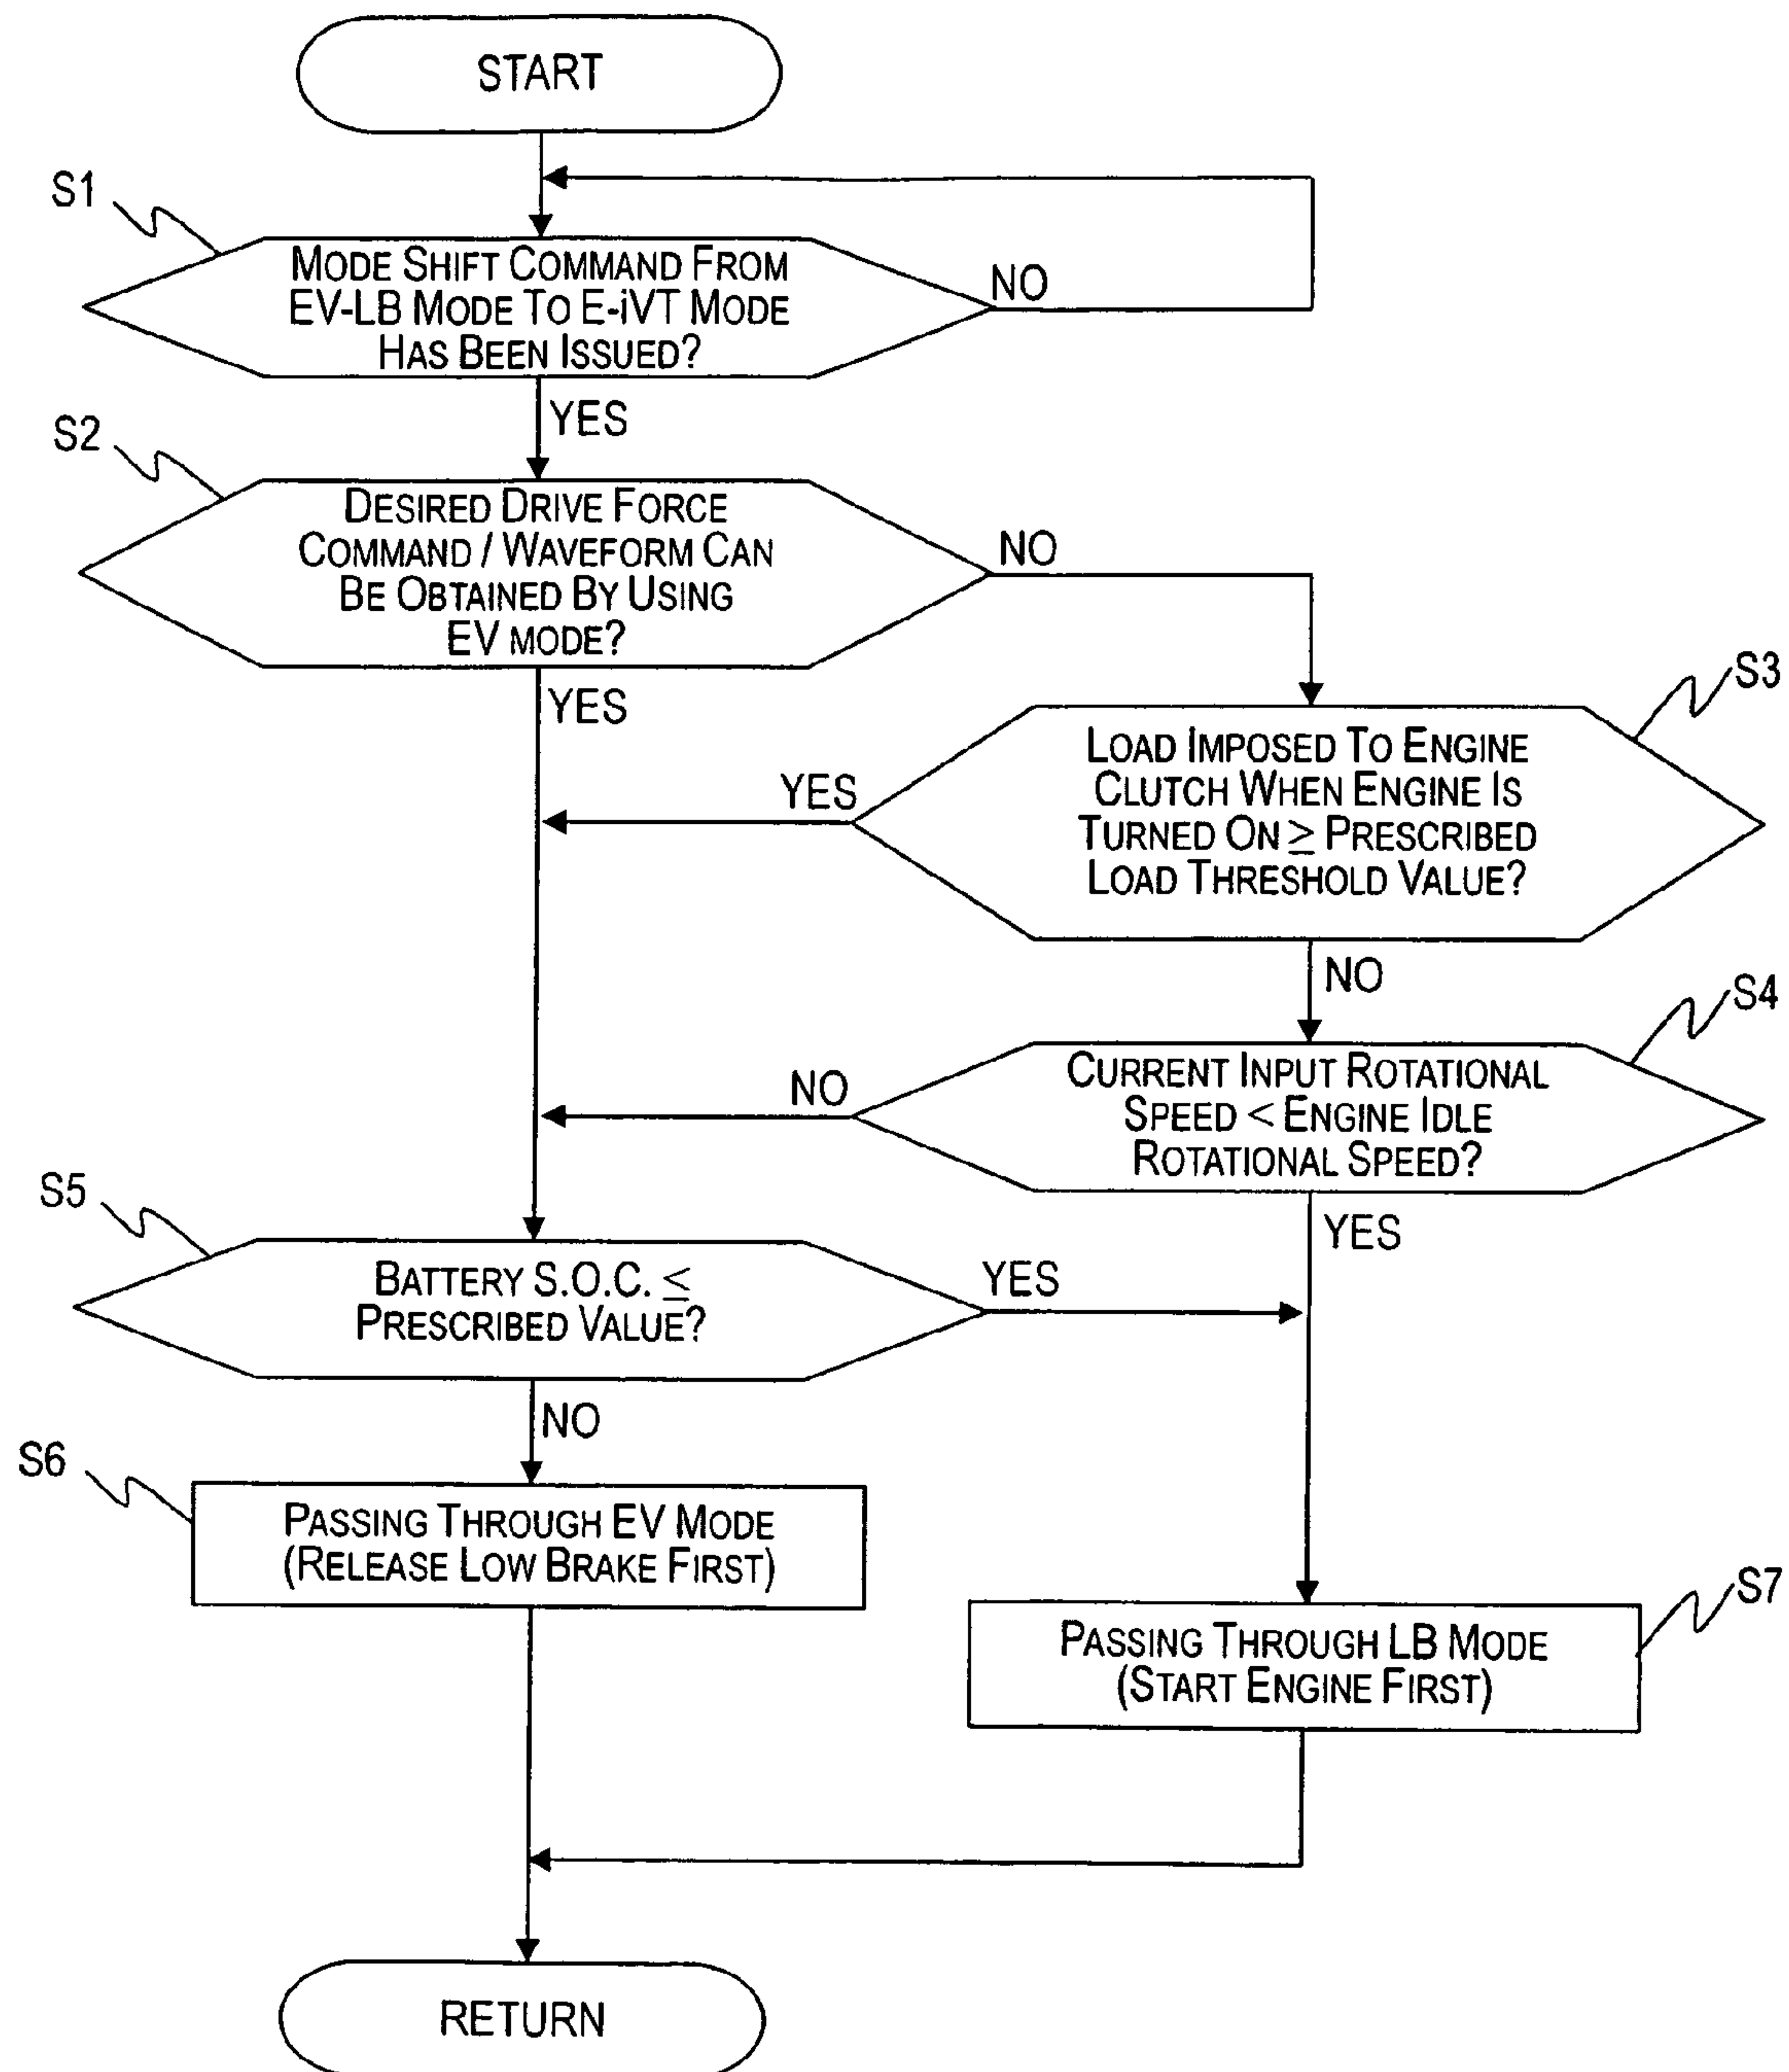 START
S1
MODE SHIFT COMMAND FROM
EV-LB MODE TO E-iVT MODE
HAS BEEN ISSUED?
NO
YES
S2
DESIRED DRIVE FORCE
COMMAND / WAVEFORM CAN
BE OBTAINED BY USING
EV MODE?
NO
YES
S3
LOAD IMPOSED TO ENGINE
CLUTCH WHEN ENGINE IS
TURNED ON ≥ PRESCRIBED
LOAD THRESHOLD VALUE?
YES
NO
S4
CURRENT INPUT ROTATIONAL
SPEED < ENGINE IDLE
ROTATIONAL SPEED?
NO
YES
S5
BATTERY S.O.C. ≤
PRESCRIBED VALUE?
YES
NO
S6
PASSING THROUGH EV MODE
(RELEASE LOW BRAKE FIRST)
S7
PASSING THROUGH LB MODE
(START ENGINE FIRST)
RETURN